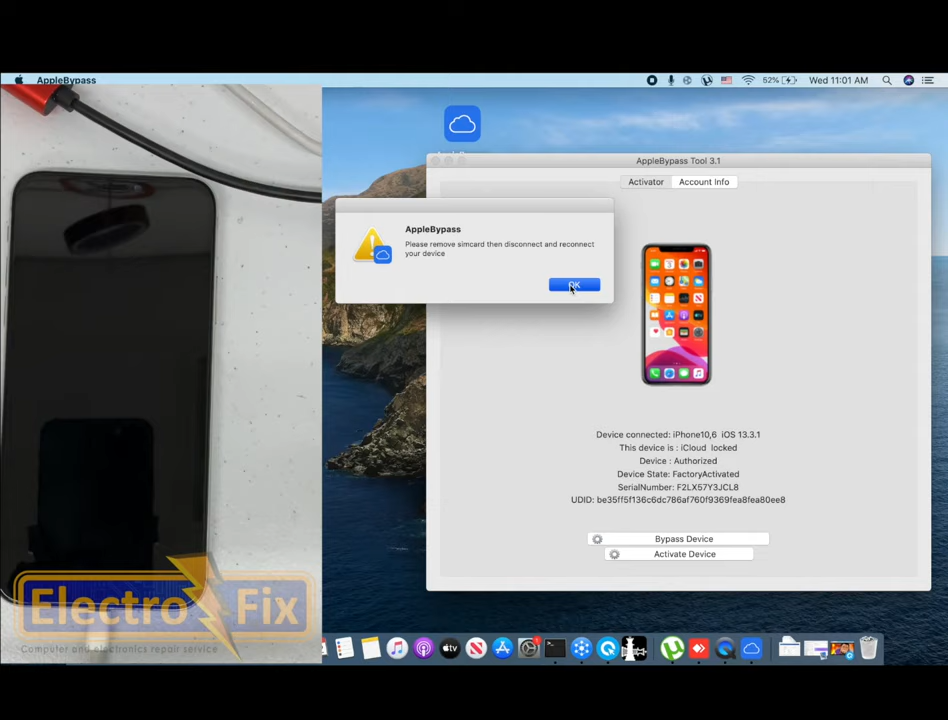 AppleBypass
52%
Wed 11:01 AM
AppleBypass Tool 3.1
Activator
Account Info
AppleBypass
Please remove simcard then disconnect and reconnect
your device
OK
Device connected: iPhone10,6 iOS 13.3.1
This device is : iCloud locked
Device : Authorized
Device State: FactoryActivated
SerialNumber: F2LX57Y3JCL8
UDID: be35ff5f136c6dc786af760f9369fea8fea80ee8
Bypass Device
Activate Device
Electro Fix
Computer and electronics repair service
tv